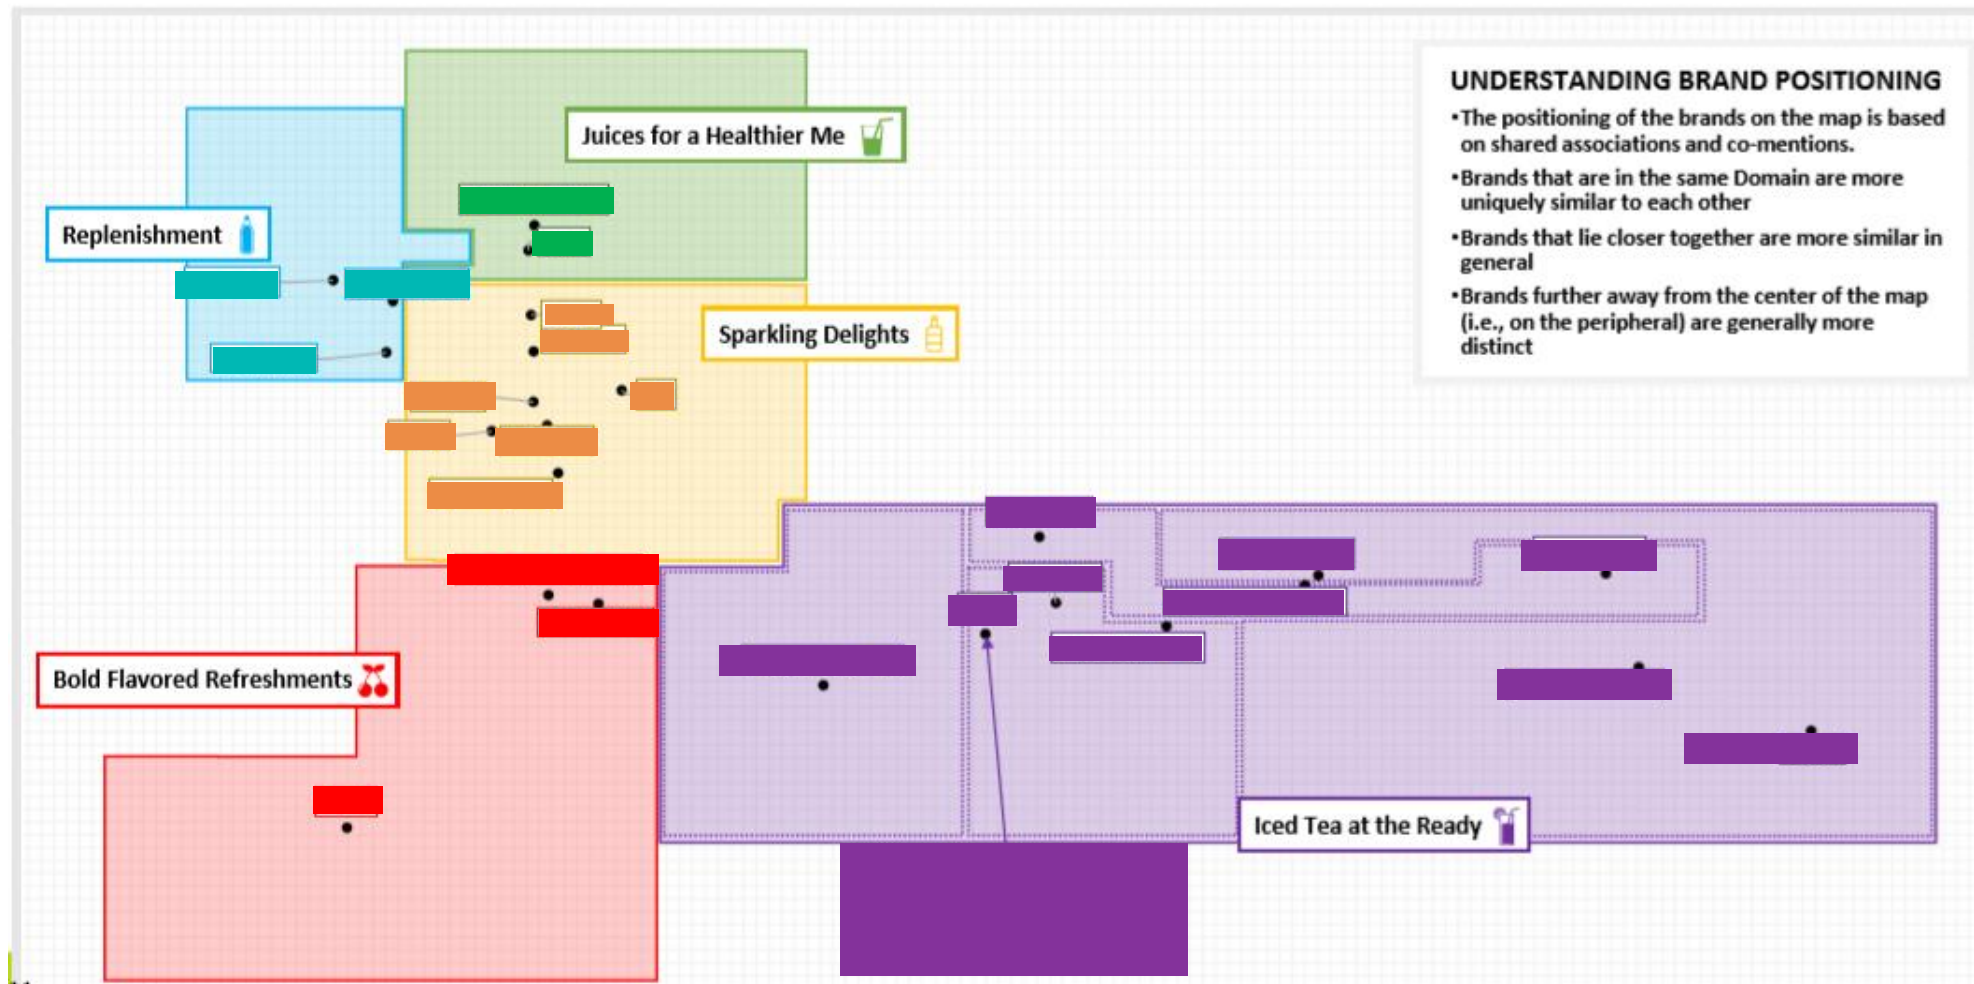 Juices for a Healthier Me
Replenishment
Sparkling Delights
Bold Flavored Refreshments
Iced Tea at the Ready
UNDERSTANDING BRAND POSITIONING
•The positioning of the brands on the map is based
on shared associations and co-mentions.
•Brands that are in the same Domain are more
uniquely similar to each other
•Brands that lie closer together are more similar in
general
•Brands further away from the center of the map
(i.e., on the peripheral) are generally more
distinct